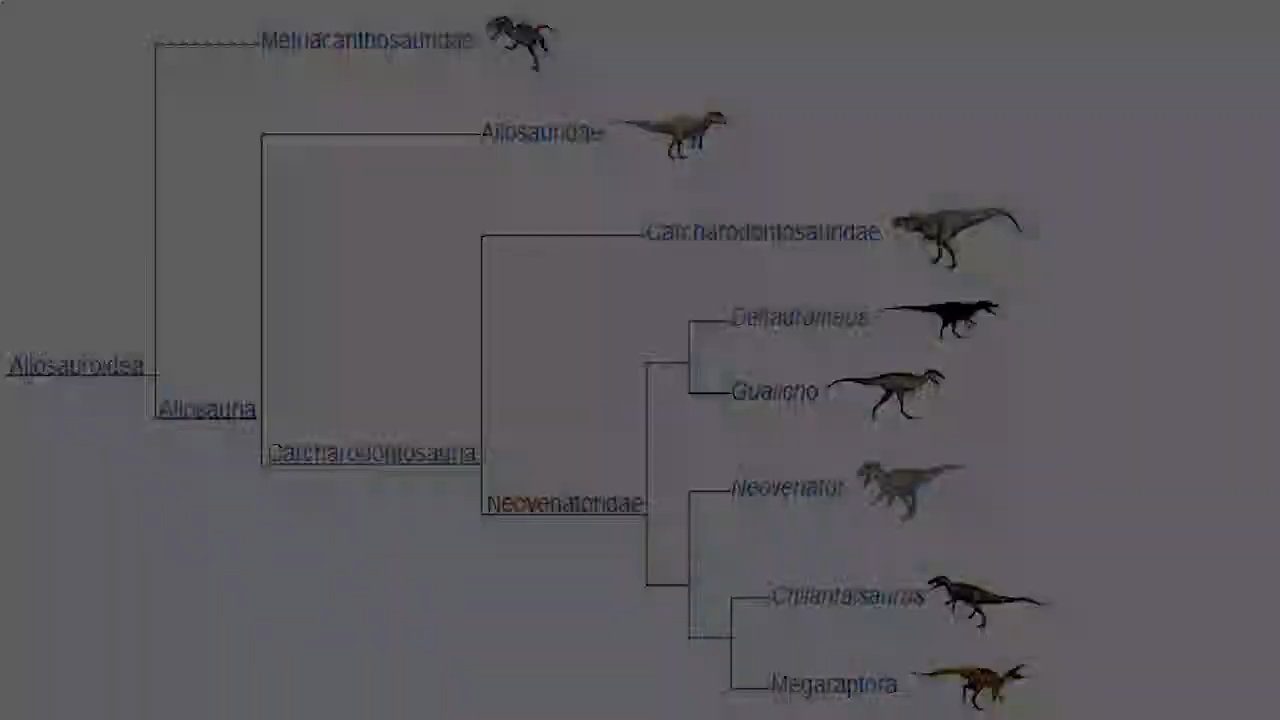 Metriacanthosauridae
Allosauridae
Carcharodontosauridae
Deltadromeus
Allosauroidea
Gualicho
Allosauria
Carcharodontosauria
Neovenator
Neovenatoridae
Chilantaisaurus
Megaraptora